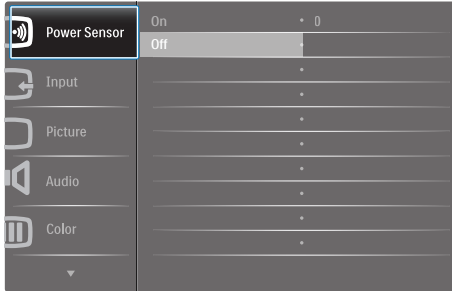 Power Sensor
On • 0
Off •
Input
Picture
Audio
Color